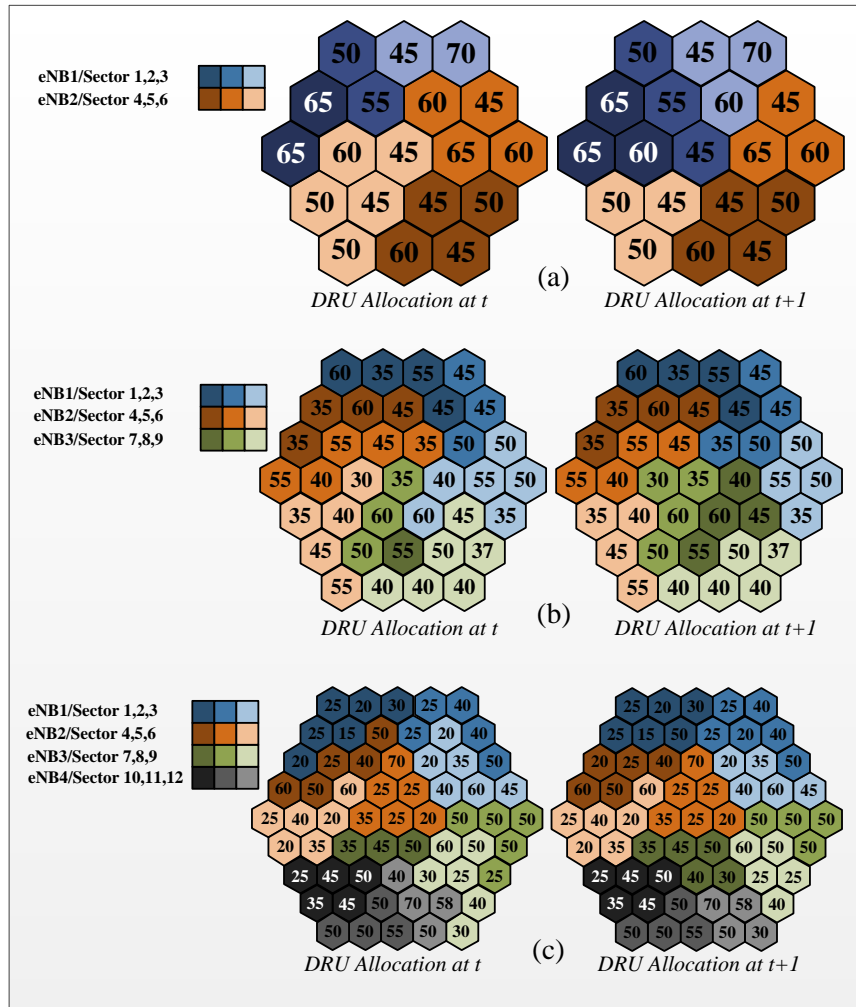 50 45 70
50 45 70
eNB1/Sector 1,2,3
eNB2/Sector 4,5,6
65 55 60 45
65 55 60 45
65 60 45 65 60
65 60 45 65 60
50 45 45 50
50 45 45 50
50 60 45
50 60 45
(a)
DRU Allocation at t
DRU Allocation at t+1
60 35 55 45
60 35 55 45
eNB1/Sector 1,2,3
eNB2/Sector 4,5,6
eNB3/Sector 7,8,9
35 60 45 45 45
35 60 45 45 45
35 55 45 35 50 50
35 55 45 35 50 50
55 40 30 35 40 55 50
55 40 30 35 40 55 50
35 40 60 60 45 35
35 40 60 60 45 35
45 50 55 50 37
45 50 55 50 37
55 40 40 40
55 40 40 40
(b)
DRU Allocation at t
DRU Allocation at t+1
eNB1/Sector 1,2,3
eNB2/Sector 4,5,6
eNB3/Sector 7,8,9
eNB4/Sector 10,11,12
25 20 30 25 40
25 20 30 25 40
25 15 50 25 20 40
25 15 50 25 20 40
20 25 40 70 20 35 50
20 25 40 70 20 35 50
60 50 60 25 25 40 60 45
60 50 60 25 25 40 60 45
25 40 20 35 25 20 50 50 50
25 40 20 35 25 20 50 50 50
20 35 35 45 50 60 50 50
20 35 35 45 50 60 50 50
25 45 50 40 30 25 25
25 45 50 40 30 25 25
35 45 50 70 58 40
35 45 50 70 58 40
50 50 55 50 30
50 50 55 50 30
(c)
DRU Allocation at t
DRU Allocation at t+1